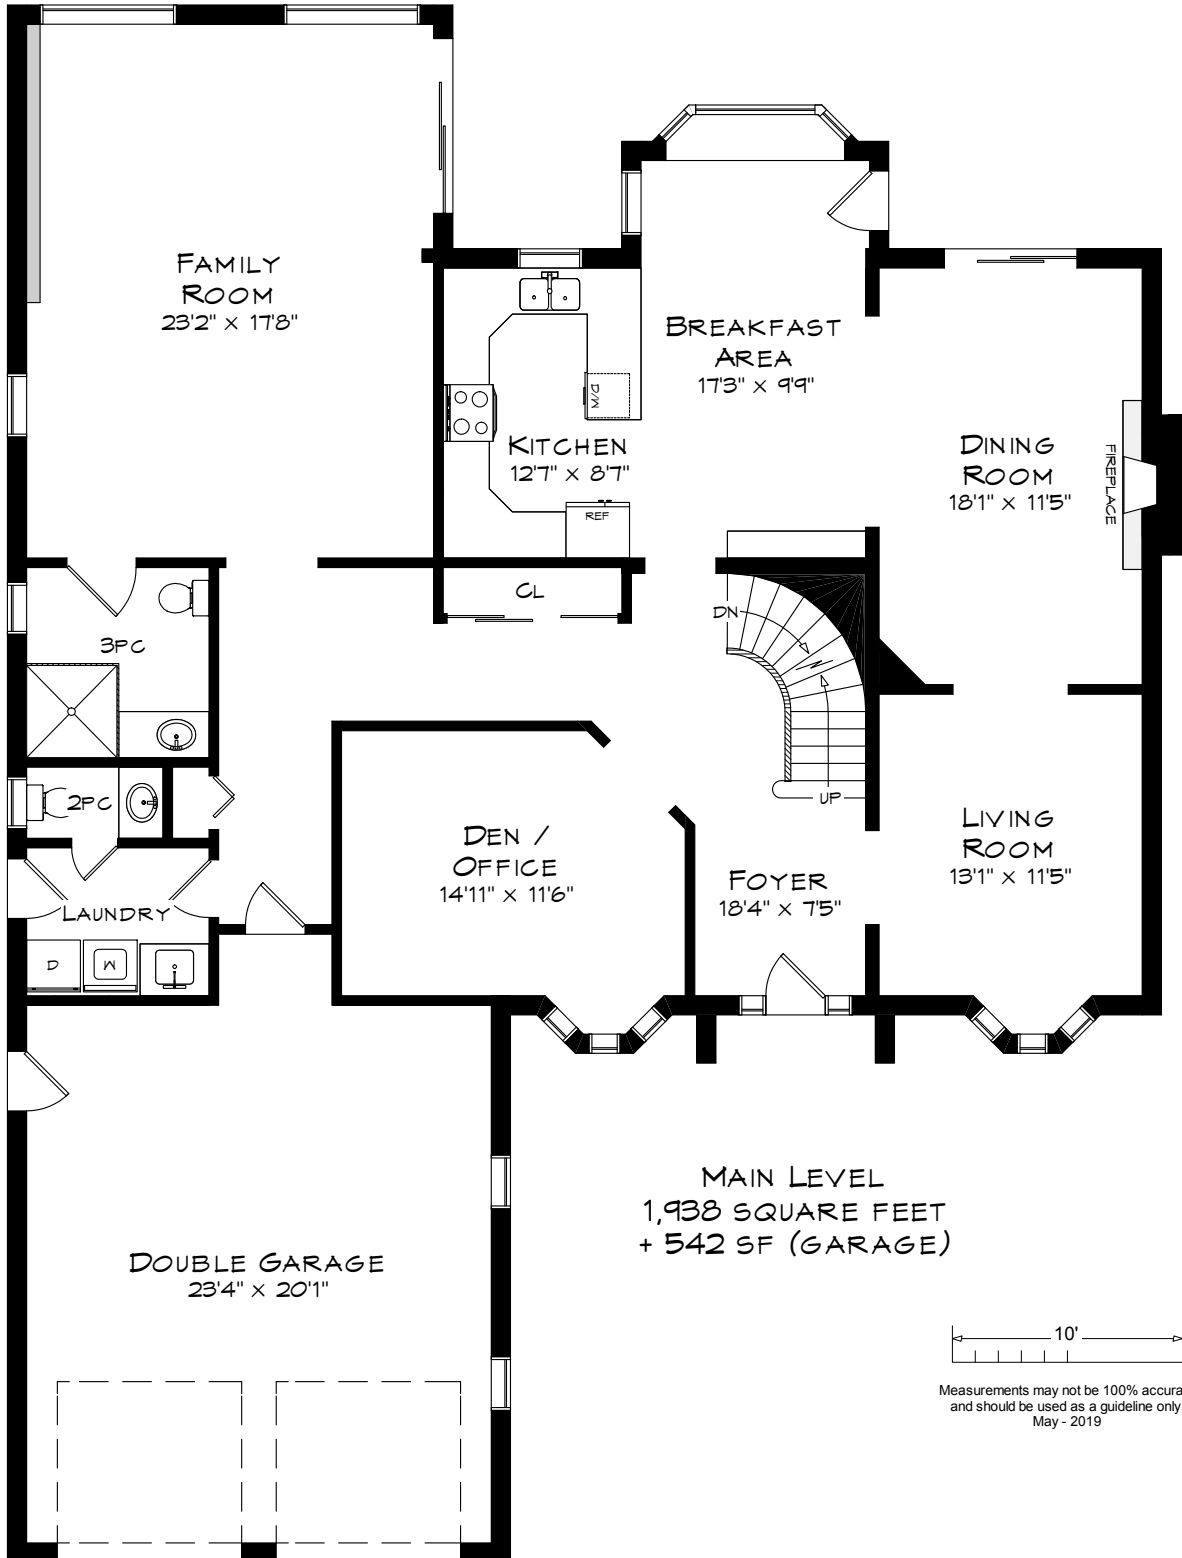 FAMILY
ROOM
23'2" x 17'8"
BREAKFAST
AREA
17'3" x 9'9"
D/W
KITCHEN
12'7" x 8'7"
REF
DINING
ROOM
18'1" x 11'5"
FIREPLACE
CL
DN
3PC
UP
2PC
DEN /
OFFICE
14'11" x 11'6"
LIVING
ROOM
13'1" x 11'5"
FOYER
18'4" x 7'5"
LAUNDRY
D
W
MAIN LEVEL
1,938 SQUARE FEET
+ 542 SF (GARAGE)
DOUBLE GARAGE
23'4" x 20'1"
10'
Measurements may not be 100% accura
and should be used as a guideline only.
May - 2019